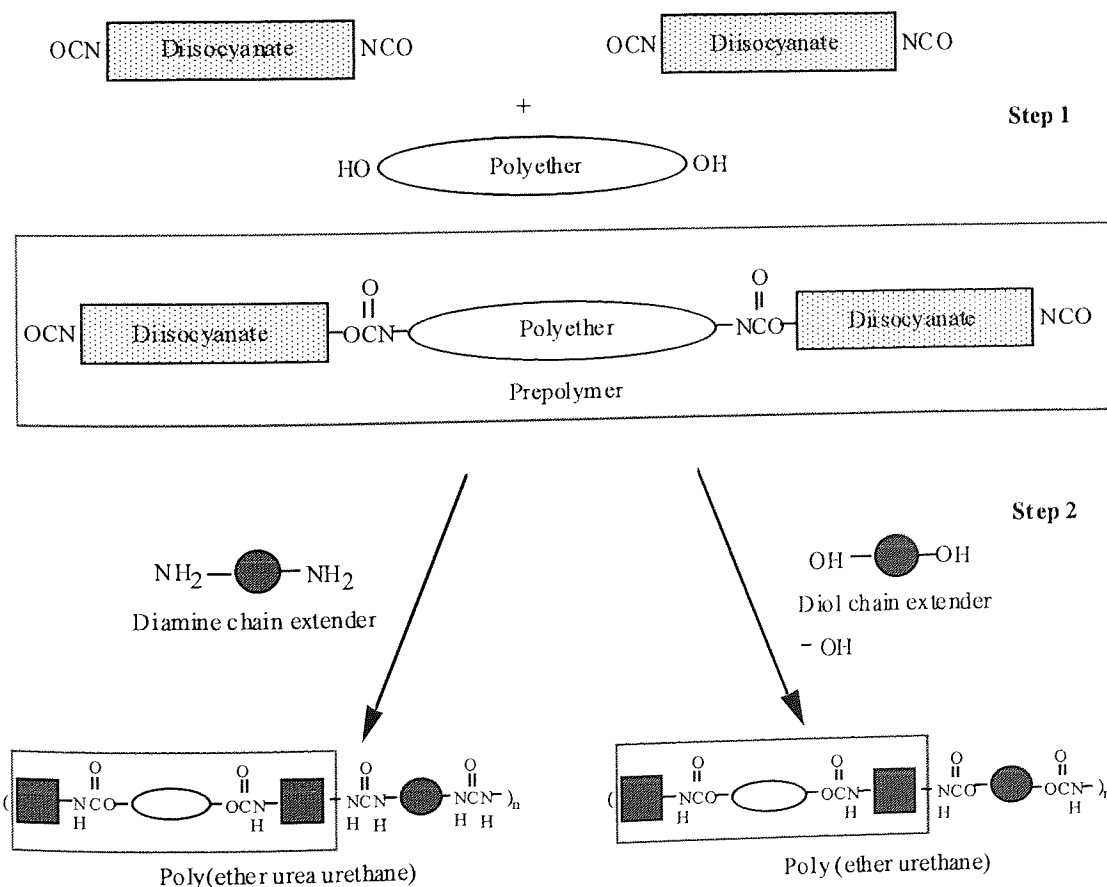 OCN Diisocyanate NCO OCN Diisocyanate NCO
+
Step 1
HO Polyether OH
O O
OCN Diisocyanate OCN Polyether NCO Diisocyanate NCO
Prepolymer
Step 2
NH2 NH2 OH OH
Diamine chain extender Diol chain extender
- OH
O O O O O O O O
( NCO OCN NCN NCN )n ( NCO OCN NCO OCN )n
H H H H H H H H H H
Poly(ether urea urethane) Poly (ether urethane)